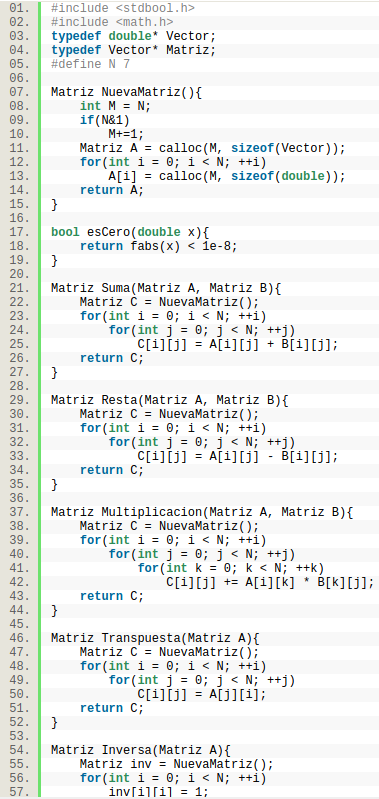 01. #include <stdbool.h>
02. #include <math.h>
03. typedef double* Vector;
04. typedef Vector* Matriz;
05. #define N 7
06.
07. Matriz NuevaMatriz(){
08.     int M = N;
09.     if(N&1)
10.         M+=1;
11.     Matriz A = calloc(M, sizeof(Vector));
12.     for(int i = 0; i < N; ++i)
13.         A[i] = calloc(M, sizeof(double));
14.     return A;
15. }
16.
17. bool esCero(double x){
18.     return fabs(x) < 1e-8;
19. }
20.
21. Matriz Suma(Matriz A, Matriz B){
22.     Matriz C = NuevaMatriz();
23.     for(int i = 0; i < N; ++i)
24.         for(int j = 0; j < N; ++j)
25.             C[i][j] = A[i][j] + B[i][j];
26.     return C;
27. }
28.
29. Matriz Resta(Matriz A, Matriz B){
30.     Matriz C = NuevaMatriz();
31.     for(int i = 0; i < N; ++i)
32.         for(int j = 0; j < N; ++j)
33.             C[i][j] = A[i][j] - B[i][j];
34.     return C;
35. }
36.
37. Matriz Multiplicacion(Matriz A, Matriz B){
38.     Matriz C = NuevaMatriz();
39.     for(int i = 0; i < N; ++i)
40.         for(int j = 0; j < N; ++j)
41.             for(int k = 0; k < N; ++k)
42.                 C[i][j] += A[i][k] * B[k][j];
43.     return C;
44. }
45.
46. Matriz Transpuesta(Matriz A){
47.     Matriz C = NuevaMatriz();
48.     for(int i = 0; i < N; ++i)
49.         for(int j = 0; j < N; ++j)
50.             C[i][j] = A[j][i];
51.     return C;
52. }
53.
54. Matriz Inversa(Matriz A){
55.     Matriz inv = NuevaMatriz();
56.     for(int i = 0; i < N; ++i)
57.         inv[i][i] = 1;